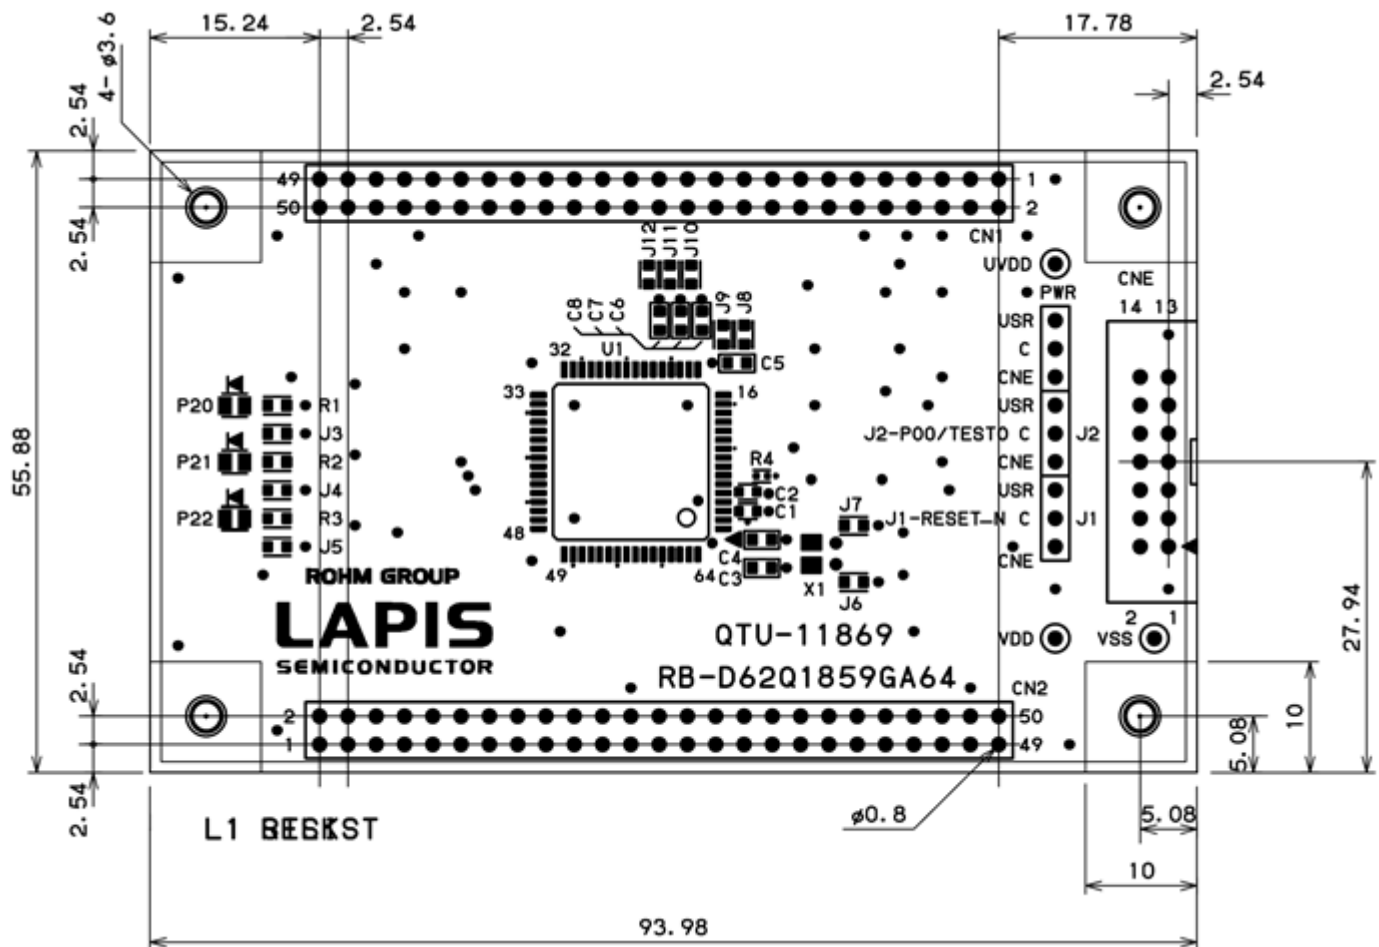 15.24
2.54
17.78
2.54
4-ø3.6
2.54
2.54
55.88
49
50
1
2
CN1
UVDD
PWR
CNE
14 13
J12
J11
J10
J9
J8
C8
C7
C6
32
U1
C5
33
16
USR
C
CNE
USR
J2-P00/TEST0 C
J2
CNE
USR
J1-RESET_N C
J1
CNE
P20
R1
J3
P21
R2
J4
P22
R3
J5
R4
C2
C1
J7
C4
C3
X1
J6
48
49
64
ROHM GROUP
LAPIS
SEMICONDUCTOR
QTU-11869
RB-D62Q1859GA64
VDD
VSS
2
1
CN2
2
1
50
49
2.54
2.54
27.94
10
5.08
L1
ø0.8
5.08
10
93.98